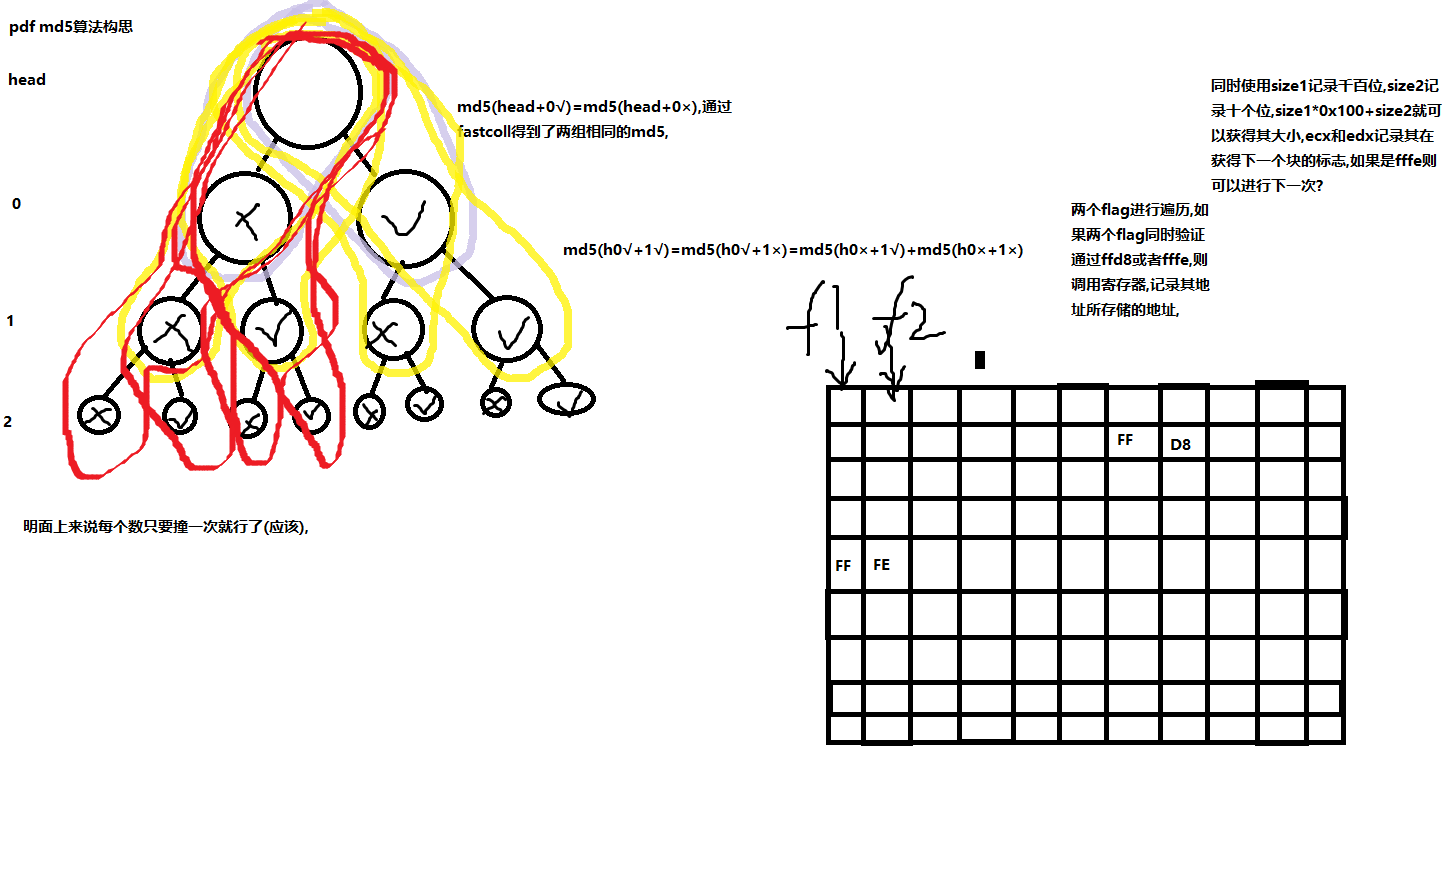 pdf md5算法构思
head
md5(head+0√)=md5(head+0×),通过
fastcoll得到了两组相同的md5,
同时使用size1记录千百位,size2记
录十个位,size1*0x100+size2就可
以获得其大小,ecx和edx记录其在
获得下一个块的标志,如果是fffe则
可以进行下一次?
0
× √
两个flag进行遍历,如
果两个flag同时验证
通过ffd8或者fffe,则
调用寄存器,记录其地
址所存储的地址,
md5(h0√+1√)=md5(h0√+1×)=md5(h0×+1√)+md5(h0×+1×)
1
× √ × √
f1 f2
2
× √ × √ × √ × √
FF D8
明面上来说每个数只要撞一次就行了(应该),
FF FE